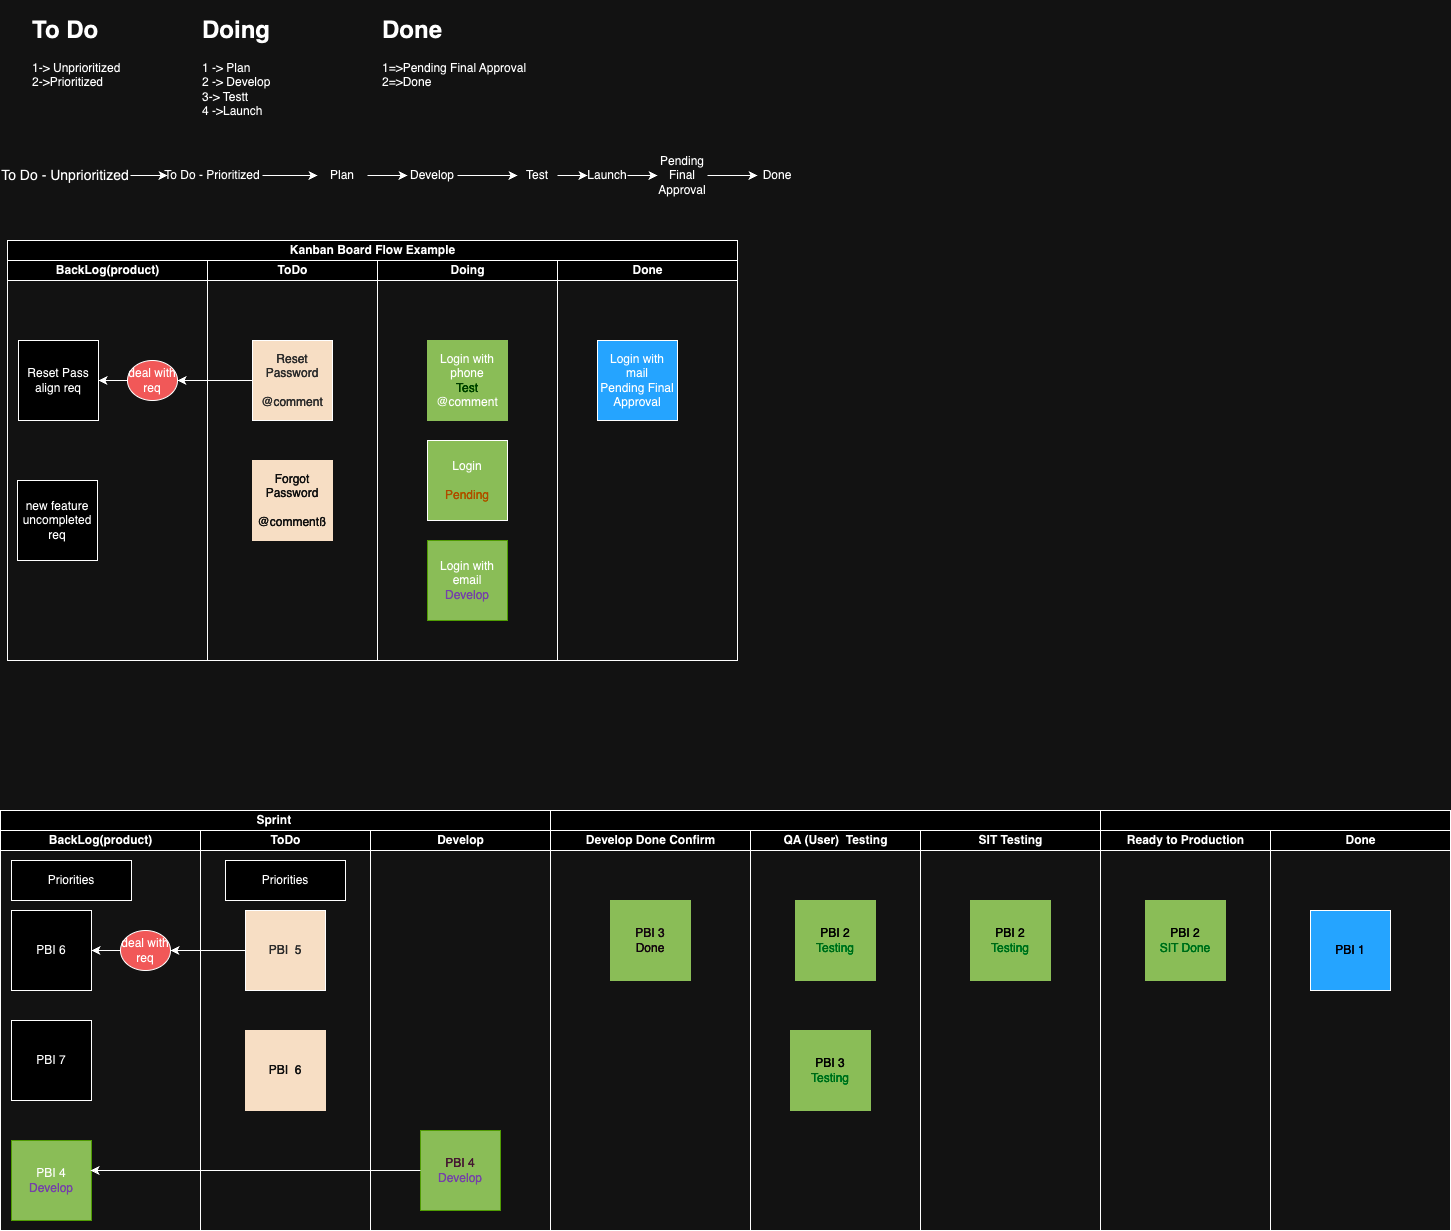 To Do
1-> Unprioritized
2->Prioritized
Doing
1 -> Plan
2 -> Develop
3-> Testt
4 ->Launch
Done
1=>Pending Final Approval
2=>Done
To Do - Unprioritized
To Do - Prioritized
Plan
Develop
Test
Launch
Pending
Final
Approval
Done
Kanban Board Flow Example
BackLog(product)
ToDo
Doing
Done
Reset Pass
align req
deal with
req
Reset
Password
@comment
Login with
phone
Test
@comment
Login with
mail
Pending Final
Approval
new feature
uncompleted
req
Forgot
Password
@commentß
Login
Pending
Login with
email
Develop
Sprint
BackLog(product)
ToDo
Develop
Develop Done Confirm
QA (User)  Testing
SIT Testing
Ready to Production
Done
Priorities
Priorities
PBI 6
deal with
req
PBI  5
PBI 3
Done
PBI 2
Testing
PBI 2
Testing
PBI 2
SIT Done
PBI 1
PBI 7
PBI  6
PBI 3
Testing
PBI 4
Develop
PBI 4
Develop